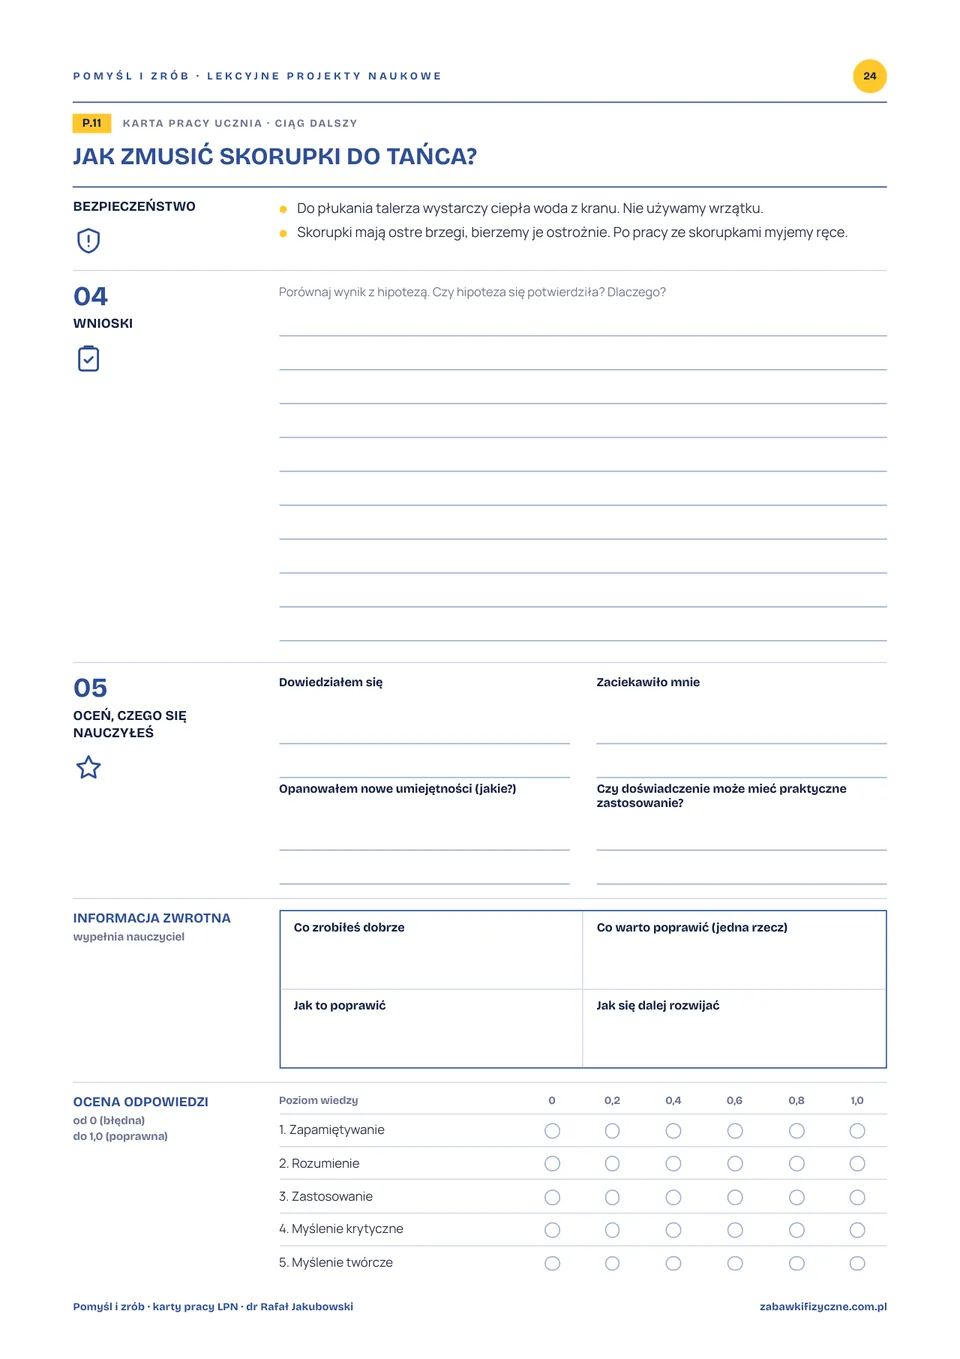 POMYŚL I ZRÓB · LEKCYJNE PROJEKTY NAUKOWE
24
P.11 KARTA PRACY UCZNIA · CIĄG DALSZY
JAK ZMUSIĆ SKORUPKI DO TAŃCA?
BEZPIECZEŃSTWO
Do płukania talerza wystarczy ciepła woda z kranu. Nie używamy wrzątku.
Skorupki mają ostre brzegi, bierzemy je ostrożnie. Po pracy ze skorupkami myjemy ręce.
04
WNIOSKI
Porównaj wynik z hipotezą. Czy hipoteza się potwierdziła? Dlaczego?
05
OCEŃ, CZEGO SIĘ
NAUCZYŁEŚ
Dowiedziałem się
Zaciekawiło mnie
Opanowałem nowe umiejętności (jakie?)
Czy doświadczenie może mieć praktyczne
zastosowanie?
INFORMACJA ZWROTNA
wypełnia nauczyciel
Co zrobiłeś dobrze
Co warto poprawić (jedna rzecz)
Jak to poprawić
Jak się dalej rozwijać
OCENA ODPOWIEDZI
od 0 (błędna)
do 1,0 (poprawna)
Poziom wiedzy 0 0,2 0,4 0,6 0,8 1,0
1. Zapamiętywanie
2. Rozumienie
3. Zastosowanie
4. Myślenie krytyczne
5. Myślenie twórcze
Pomyśl i zrób · karty pracy LPN · dr Rafał Jakubowski
zabawkifizyczne.com.pl